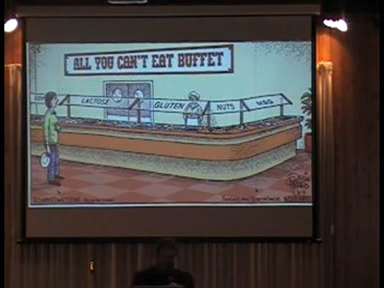 ALL YOU CAN'T EAT BUFFET
LACTOSE
GLUTEN
NUTS
MSG